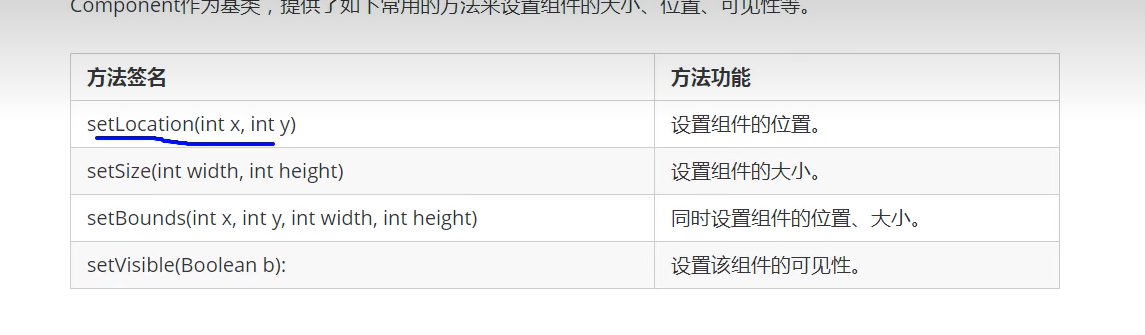 Component作为基类，提供了如下常用的方法来设置组件的大小、位置、可见性等。
方法签名 方法功能
setLocation(int x, int y) 设置组件的位置。
setSize(int width, int height) 设置组件的大小。
setBounds(int x, int y, int width, int height) 同时设置组件的位置、大小。
setVisible(Boolean b): 设置该组件的可见性。